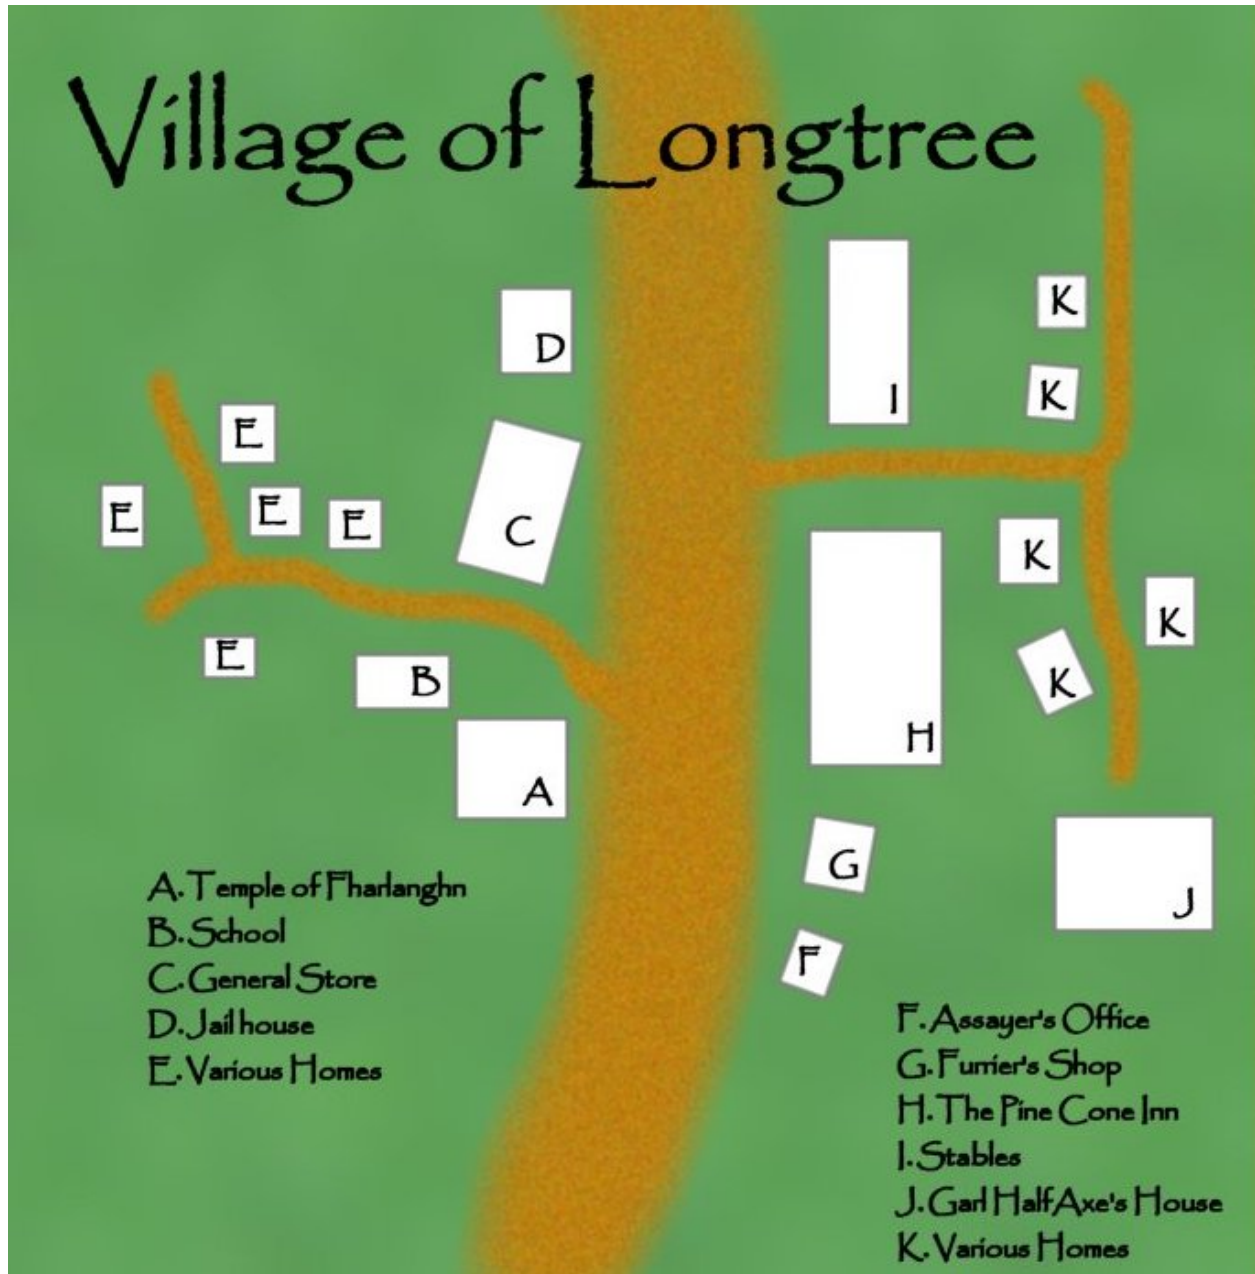 Village of Longtree
D
I
K
K
E
E
E
E
C
K
K
E
B
K
H
A
G
F
J
A. Temple of Fharlanghn
B. School
C. General Store
D. Jail house
E. Various Homes
F. Assayer's Office
G. Furrier's Shop
H. The Pine Cone Inn
I. Stables
J. Garl HalfAxe's House
K. Various Homes